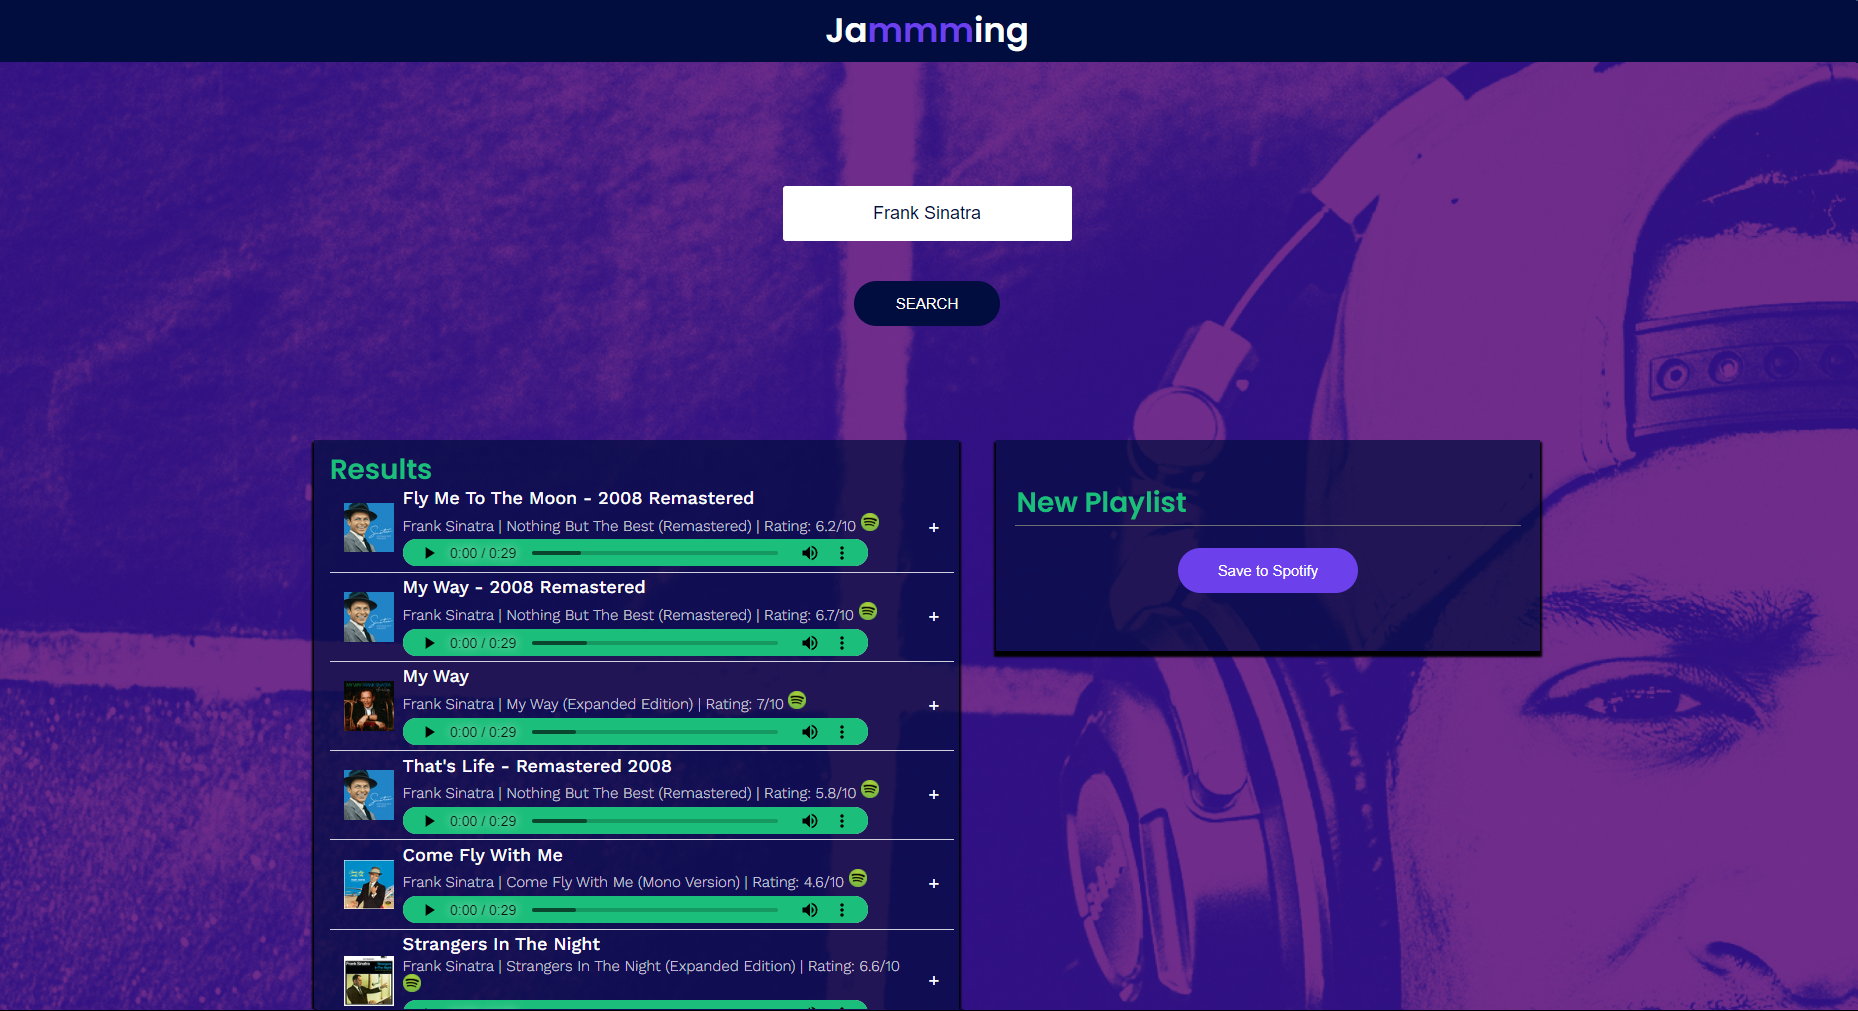 Jammming
Frank Sinatra
SEARCH
Results
Fly Me To The Moon - 2008 Remastered
Frank Sinatra | Nothing But The Best (Remastered) | Rating: 6.2/10
0:00 / 0:29
My Way - 2008 Remastered
Frank Sinatra | Nothing But The Best (Remastered) | Rating: 6.7/10
0:00 / 0:29
My Way
Frank Sinatra | My Way (Expanded Edition) | Rating: 7/10
0:00 / 0:29
That's Life - Remastered 2008
Frank Sinatra | Nothing But The Best (Remastered) | Rating: 5.8/10
0:00 / 0:29
Come Fly With Me
Frank Sinatra | Come Fly With Me (Mono Version) | Rating: 4.6/10
0:00 / 0:29
Strangers In The Night
Frank Sinatra | Strangers In The Night (Expanded Edition) | Rating: 6.6/10
New Playlist
Save to Spotify